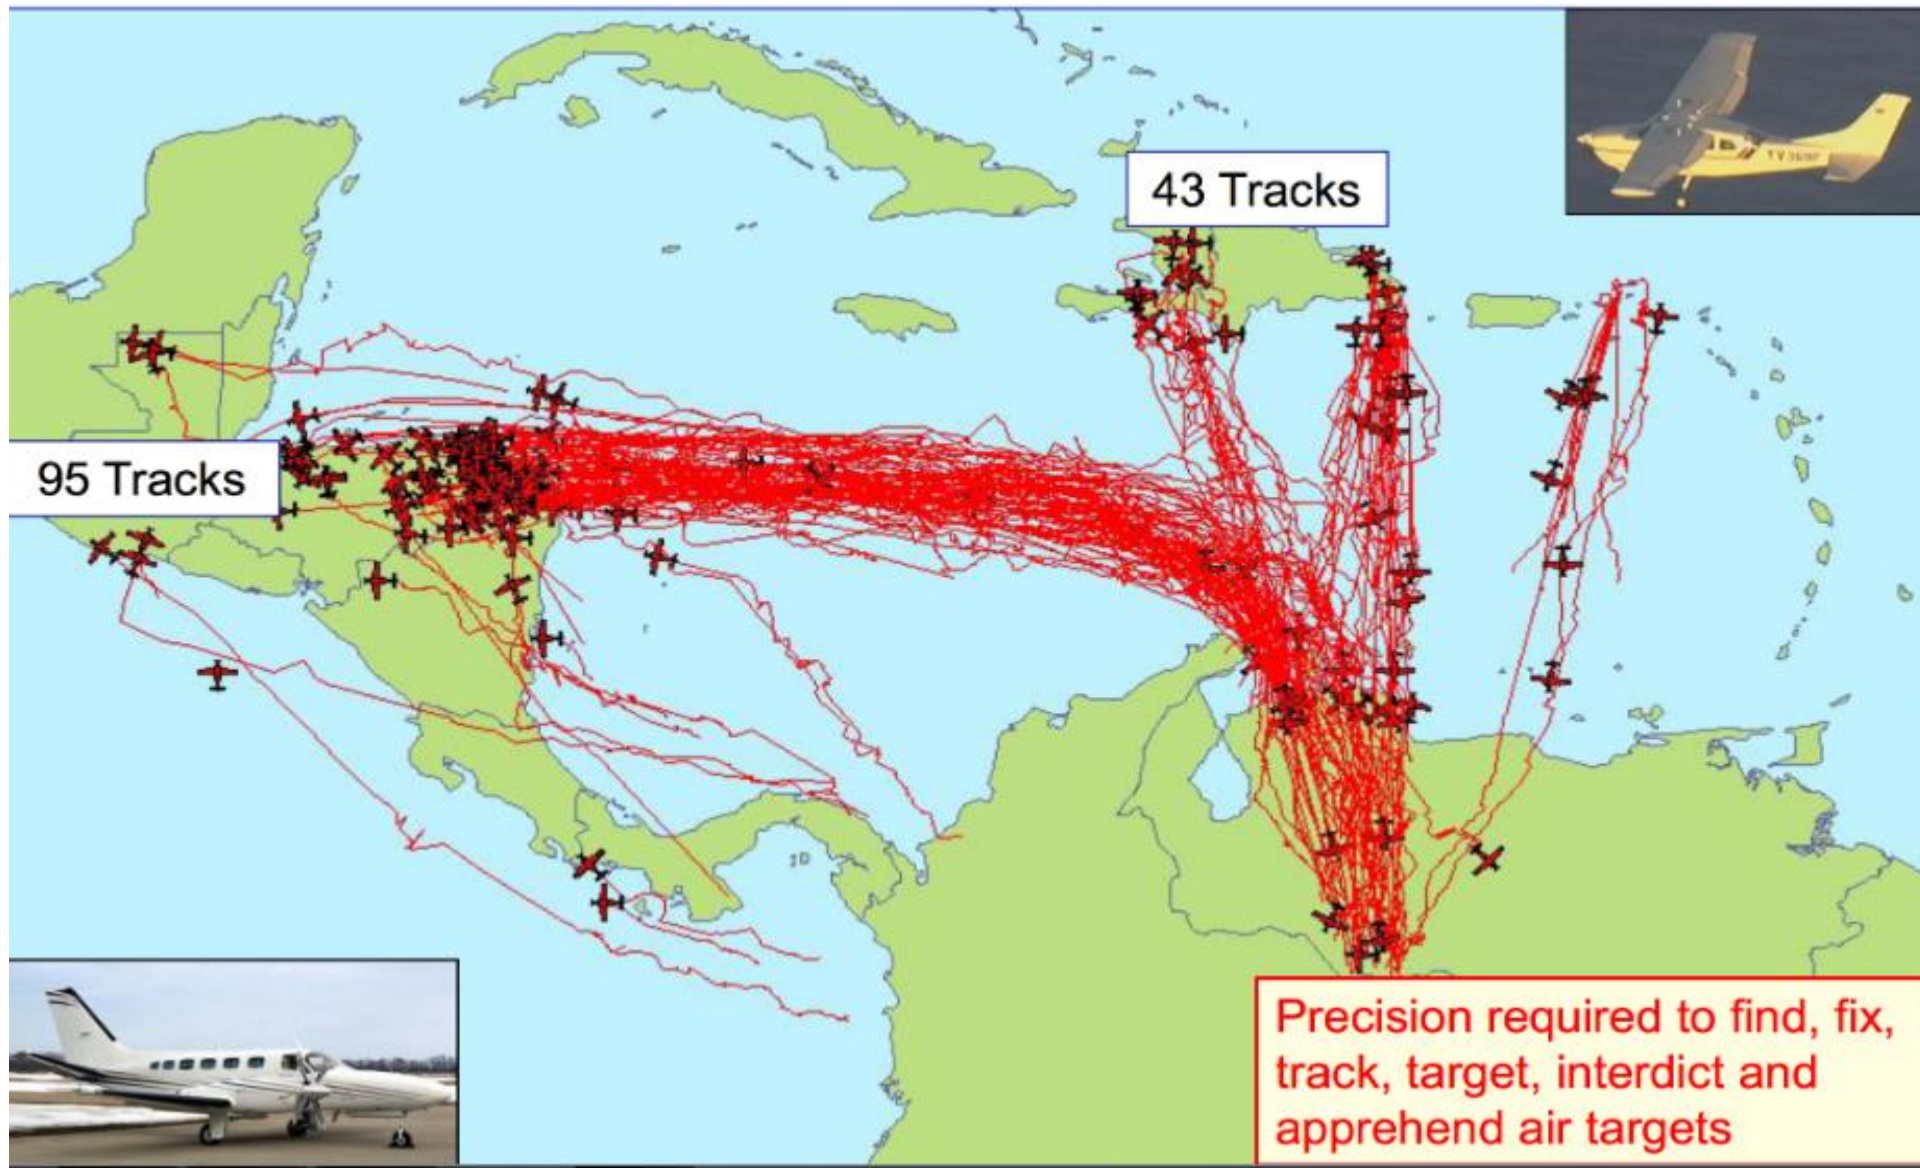 43 Tracks
95 Tracks
Precision required to find, fix,
track, target, interdict and
apprehend air targets